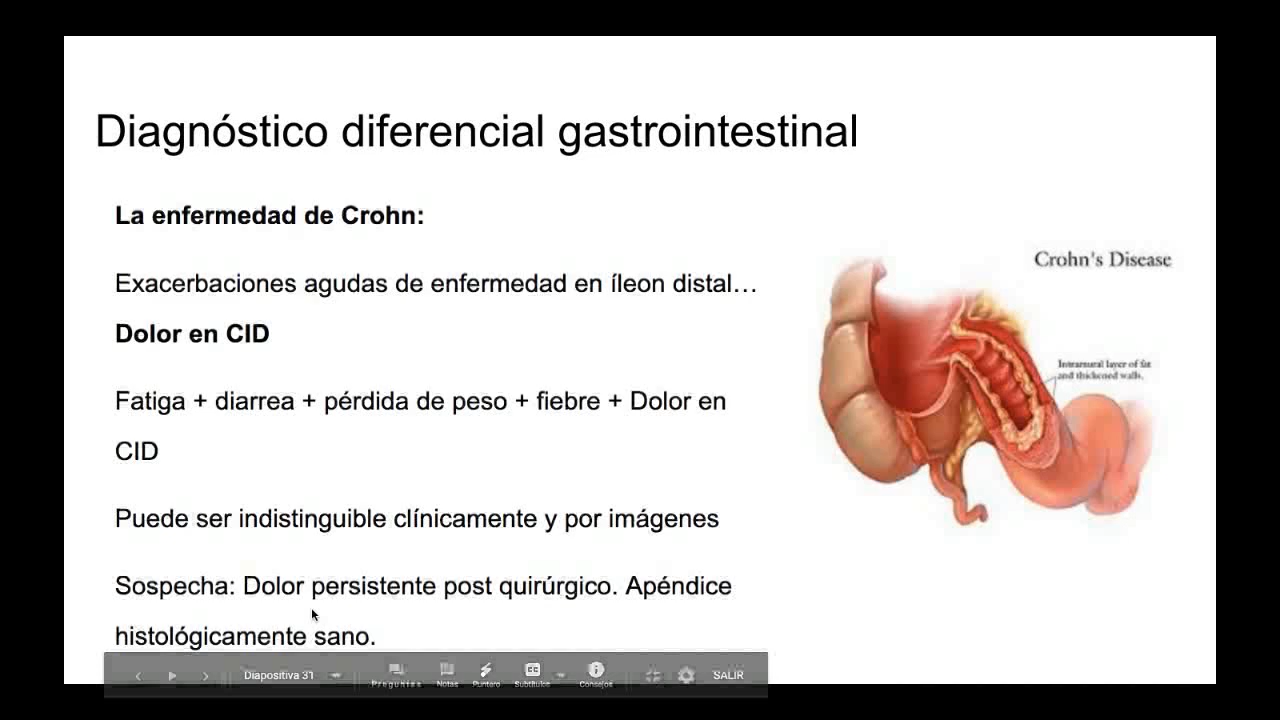 Diagnóstico diferencial gastrointestinal
La enfermedad de Crohn:
Exacerbaciones agudas de enfermedad en íleon distal…
Dolor en CID
Fatiga + diarrea + pérdida de peso + fiebre + Dolor en
CID
Puede ser indistinguible clínicamente y por imágenes
Sospecha: Dolor persistente post quirúrgico. Apéndice
histológicamente sano.
Crohn's Disease
Intramural layer of fat
and thickened walls.
Diapositiva 31
Preguntas
Notas
Puntero
Subtítulos
Consejos
SALIR